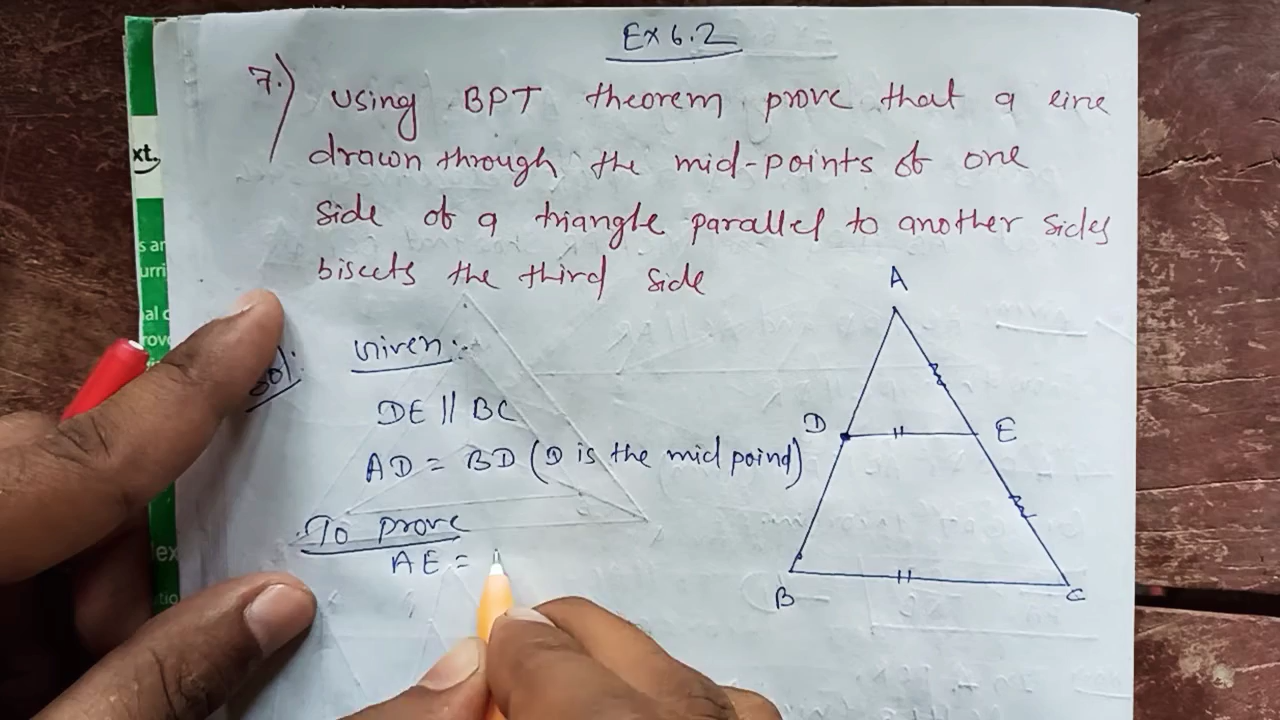 Ex 6.2
7.) Using BPT theorem, prove that a line
drawn through the mid-points of one
side of a triangle parallel to another sides
bisects the third side
Sol:
Given:-
DE || BC
AD = BD (D is the mid poind)
To prove
AE =
A
D
E
B
C
xt.